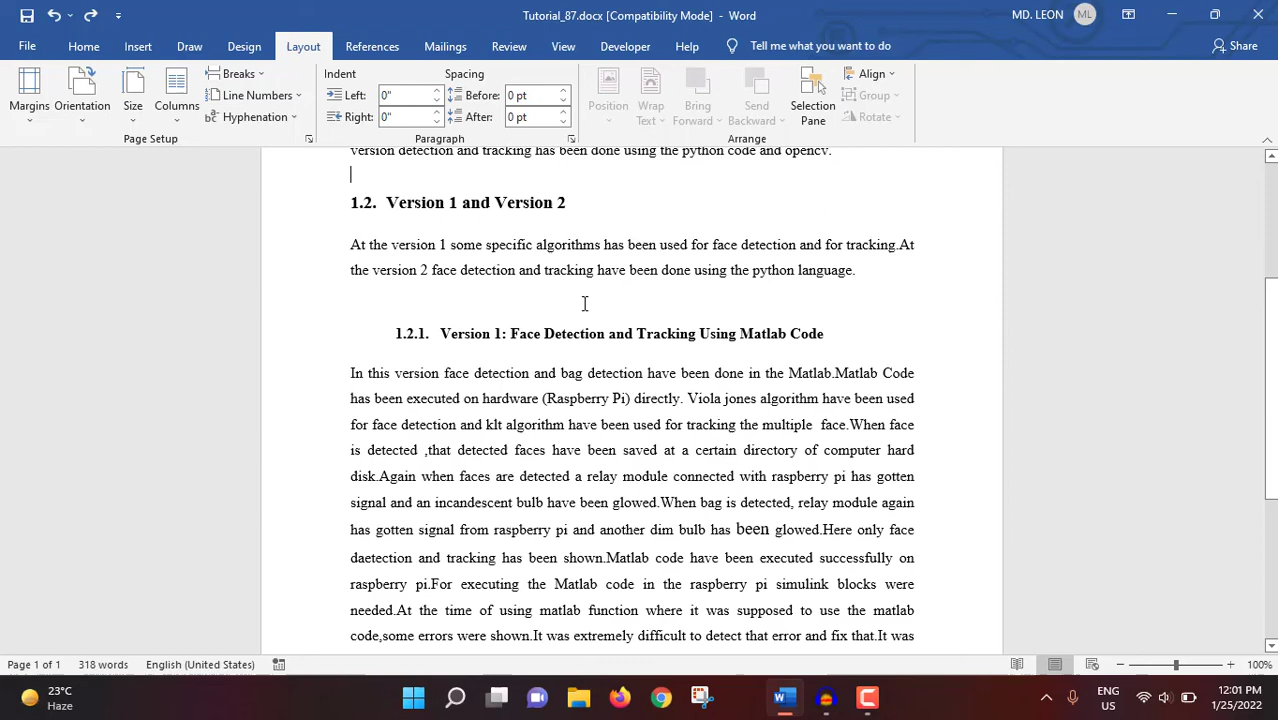 Tutorial_87.docx [Compatibility Mode] - Word
MD. LEON
ML
File Home Insert Draw Design Layout References Mailings Review View Developer Help Tell me what you want to do Share
Margins
Orientation
Size
Columns
Breaks
Line Numbers
Hyphenation
Page Setup
Indent
Left: 0"
Right: 0"
Spacing
Before: 0 pt
After: 0 pt
Paragraph
Position
Wrap Text
Bring Forward
Send Backward
Selection Pane
Align
Group
Rotate
Arrange
version detection and tracking has been done using the python code and opencv.
1.2. Version 1 and Version 2
At the version 1 some specific algorithms has been used for face detection and for tracking.At
the version 2 face detection and tracking have been done using the python language.
1.2.1. Version 1: Face Detection and Tracking Using Matlab Code
In this version face detection and bag detection have been done in the Matlab.Matlab Code
has been executed on hardware (Raspberry Pi) directly. Viola jones algorithm have been used
for face detection and klt algorithm have been used for tracking the multiple face.When face
is detected ,that detected faces have been saved at a certain directory of computer hard
disk.Again when faces are detected a relay module connected with raspberry pi has gotten
signal and an incandescent bulb have been glowed.When bag is detected, relay module again
has gotten signal from raspberry pi and another dim bulb has been glowed.Here only face
daetection and tracking has been shown.Matlab code have been executed successfully on
raspberry pi.For executing the Matlab code in the raspberry pi simulink blocks were
needed.At the time of using matlab function where it was supposed to use the matlab
code,some errors were shown.It was extremely difficult to detect that error and fix that.It was
Page 1 of 1 318 words English (United States) 100%
23°C
Haze
ENG
US
12:01 PM
1/25/2022